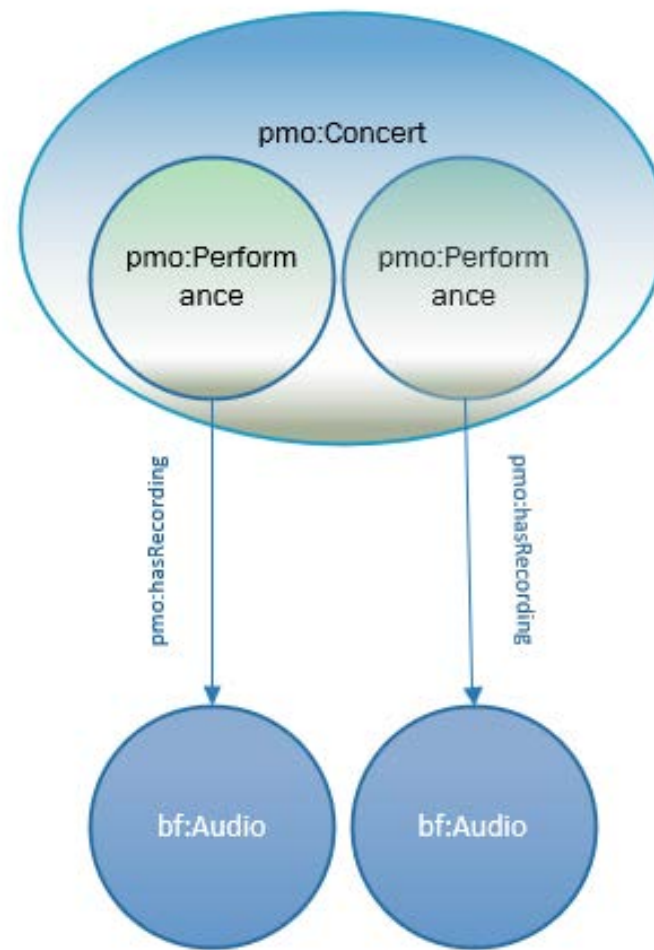 pmo:Concert
pmo:Perform
ance
pmo:Perform
ance
pmo:hasRecording
pmo:hasRecording
bf:Audio
bf:Audio